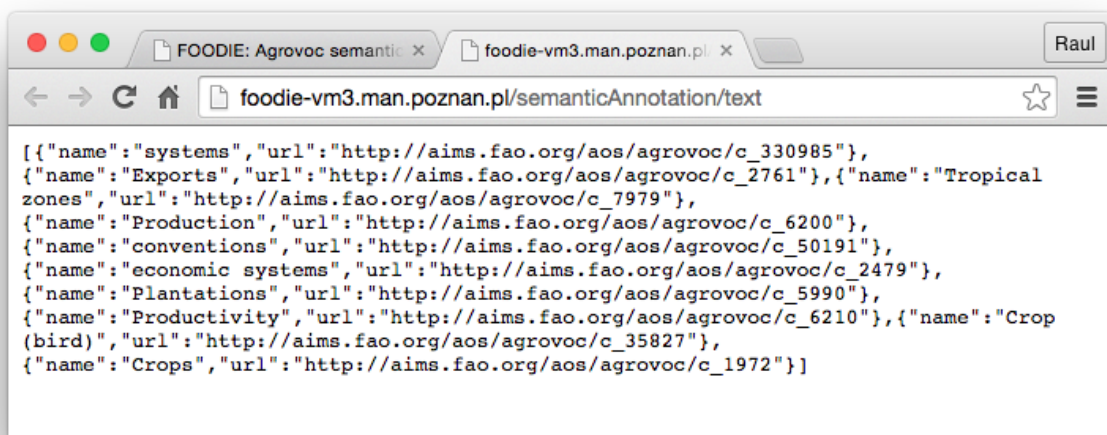 FOODIE: Agrovoc semantic
foodie-vm3.man.poznan.pl
Raul
foodie-vm3.man.poznan.pl/semanticAnnotation/text
[{"name":"systems","url":"http://aims.fao.org/aos/agrovoc/c_330985"},
{"name":"Exports","url":"http://aims.fao.org/aos/agrovoc/c_2761"},{"name":"Tropical
zones","url":"http://aims.fao.org/aos/agrovoc/c_7979"},
{"name":"Production","url":"http://aims.fao.org/aos/agrovoc/c_6200"},
{"name":"conventions","url":"http://aims.fao.org/aos/agrovoc/c_50191"},
{"name":"economic systems","url":"http://aims.fao.org/aos/agrovoc/c_2479"},
{"name":"Plantations","url":"http://aims.fao.org/aos/agrovoc/c_5990"},
{"name":"Productivity","url":"http://aims.fao.org/aos/agrovoc/c_6210"},{"name":"Crop
(bird)","url":"http://aims.fao.org/aos/agrovoc/c_35827"},
{"name":"Crops","url":"http://aims.fao.org/aos/agrovoc/c_1972"}]